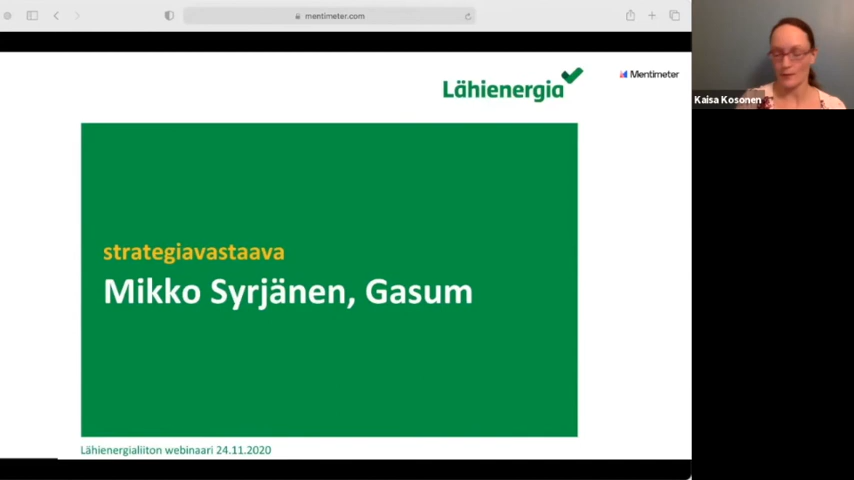 mentimeter.com
Lähienergia
Mentimeter
Kaisa Kosonen
strategiavastaava
Mikko Syrjänen, Gasum
Lähienergialiiton webinaari 24.11.2020